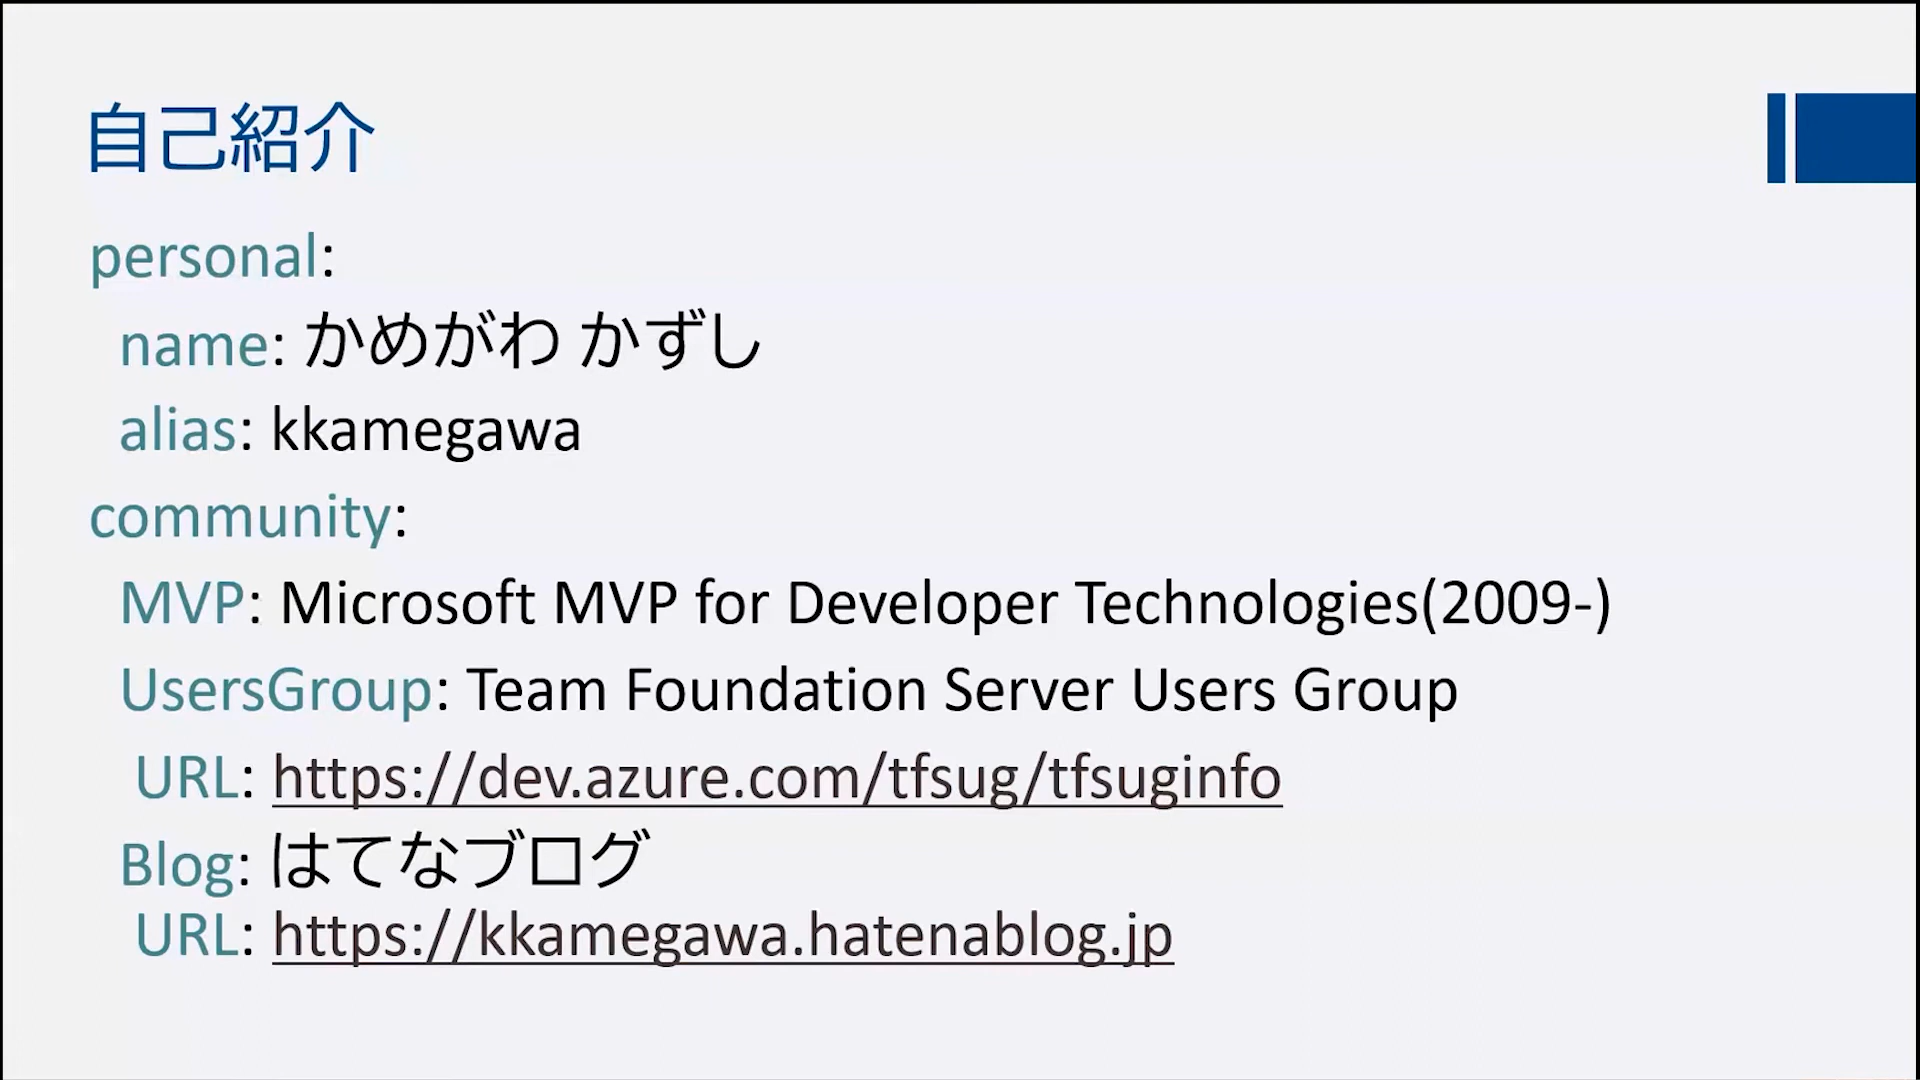 自己紹介
personal:
name: かめがわ かずし
alias: kkamegawa
community:
MVP: Microsoft MVP for Developer Technologies(2009-)
UsersGroup: Team Foundation Server Users Group
URL: https://dev.azure.com/tfsug/tfsuginfo
Blog: はてなブログ
URL: https://kkamegawa.hatenablog.jp